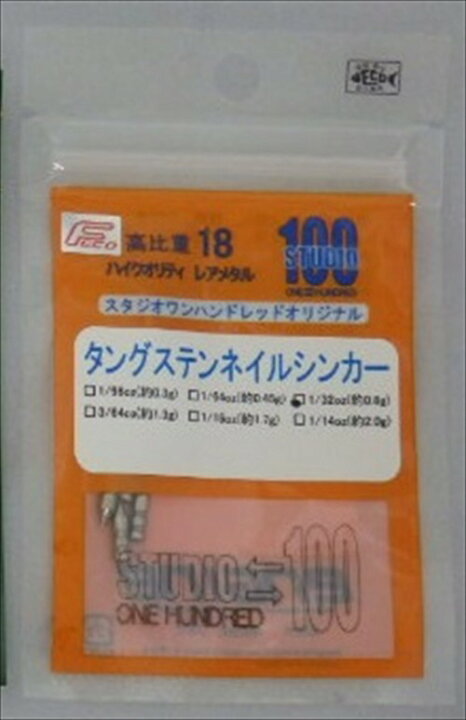 ECO
Feco
高比重 18
ハイクオリティ レアメタル
100
STUDIO
ONE HUNDRED
スタジオワンハンドレッドオリジナル
タングステンネイルシンカー
1/96oz(約0.3g) 1/64oz(約0.45g) 1/32oz(約0.8g)
3/64oz(約1.3g) 1/16oz(約1.7g) 1/14oz(約2.0g)
STUDIO 100
ONE HUNDRED